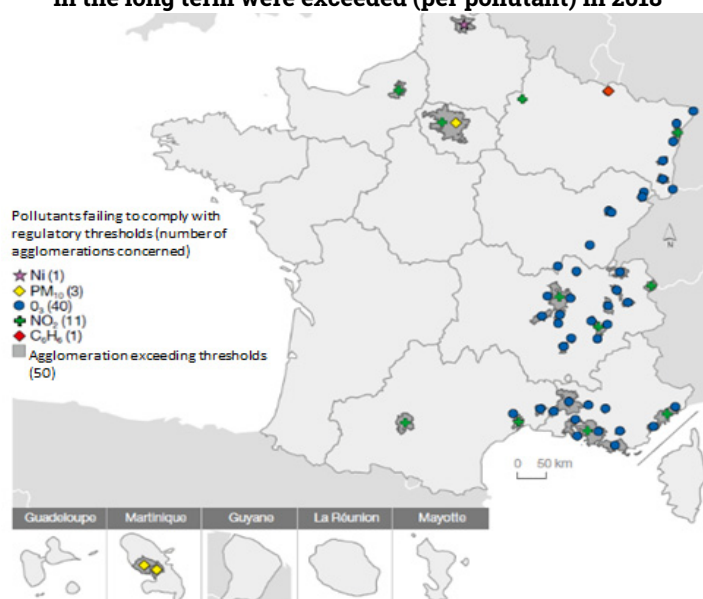 in the long term were exceeded (per pollutant) in 2018
N
Pollutants failing to comply with
regulatory thresholds (number of
agglomerations concerned)
Ni (1)
PM₁₀ (3)
0₃ (40)
NO₂ (11)
C₆H₆ (1)
Agglomeration exceeding thresholds
(50)
0 50 km
Guadeloupe Martinique Guyane La Réunion Mayotte